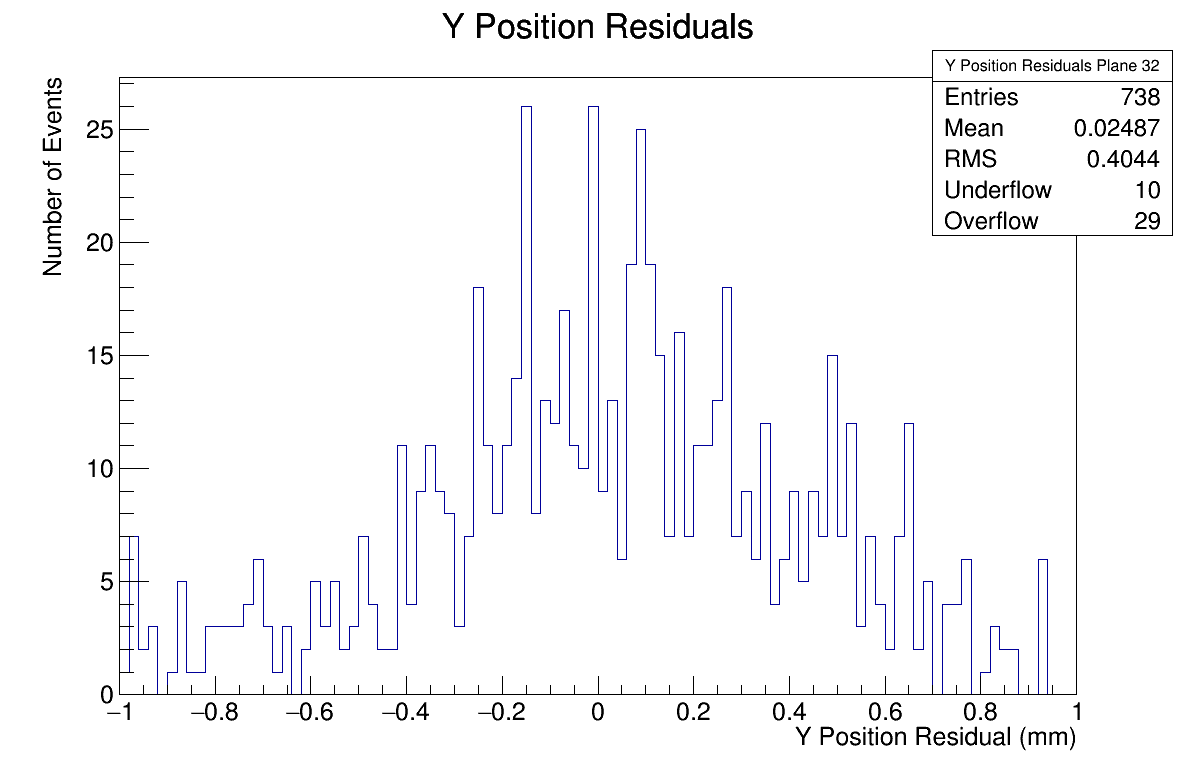 Y Position Residuals
Y Position Residuals Plane 32
Entries 738
Mean 0.02487
RMS 0.4044
Underflow 10
Overflow 29
Number of Events
25
20
15
10
5
0
−1 −0.8 −0.6 −0.4 −0.2 0 0.2 0.4 0.6 0.8 1
Y Position Residual (mm)